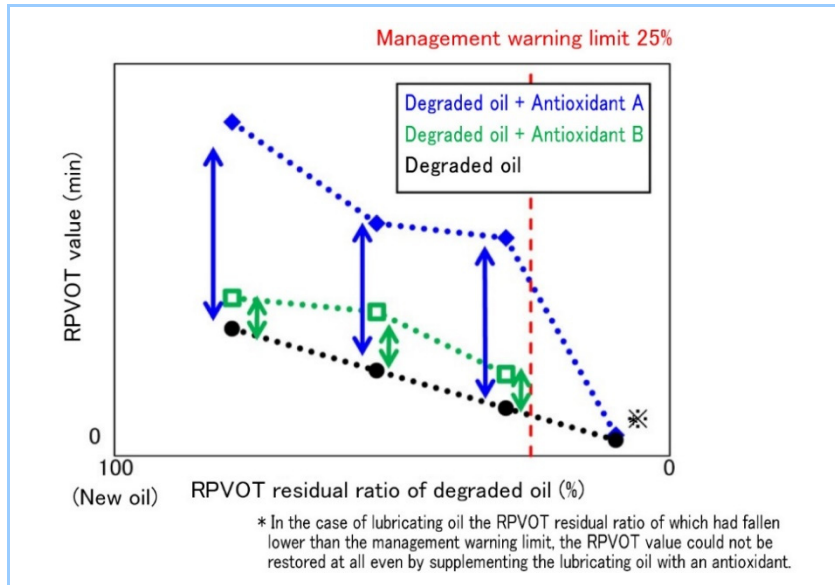 Management warning limit 25%
Degraded oil + Antioxidant A
Degraded oil + Antioxidant B
Degraded oil
RPVOT value (min)
※
0
100
0
(New oil)
RPVOT residual ratio of degraded oil (%)
* In the case of lubricating oil the RPVOT residual ratio of which had fallen
lower than the management warning limit, the RPVOT value could not be
restored at all even by supplementing the lubricating oil with an antioxidant.